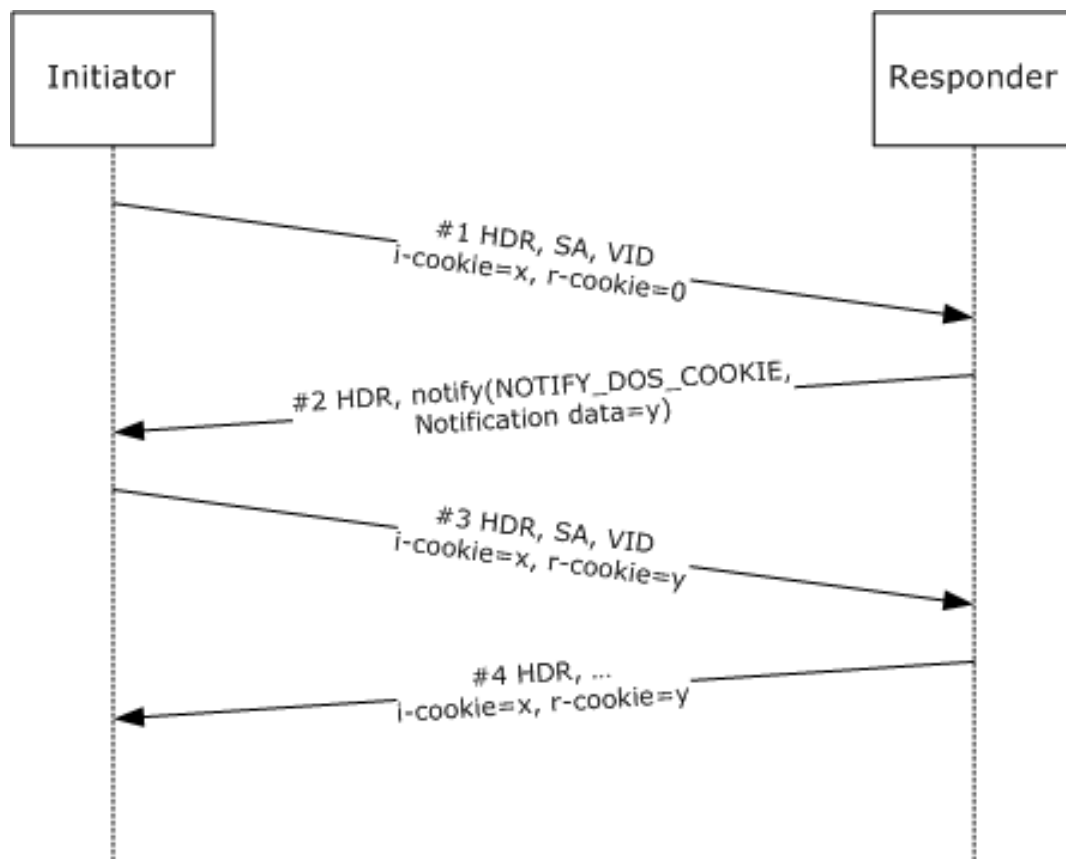 Initiator
Responder
#1 HDR, SA, VID
i-cookie=x, r-cookie=0
#2 HDR, notify(NOTIFY_DOS_COOKIE,
Notification data=y)
#3 HDR, SA, VID
i-cookie=x, r-cookie=y
#4 HDR, ...
i-cookie=x, r-cookie=y